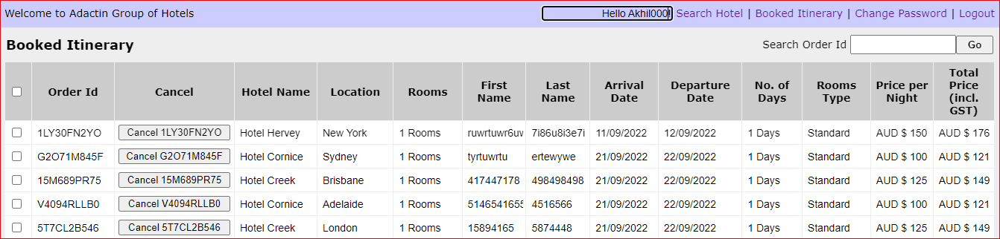 Welcome to Adactin Group of Hotels Hello Akhil000! Search Hotel | Booked Itinerary | Change Password | Logout
Booked Itinerary Search Order Id Go
Order Id Cancel Hotel Name Location Rooms First Name Last Name Arrival Date Departure Date No. of Days Rooms Type Price per Night Total Price (incl. GST)
1LY30FN2YO Cancel 1LY30FN2YO Hotel Hervey New York 1 Rooms ruwrtuwr6uw 7i86u8i3e7i 11/09/2022 12/09/2022 1 Days Standard AUD $ 150 AUD $ 176
G2O71M845F Cancel G2O71M845F Hotel Cornice Sydney 1 Rooms tyrtuwrtu ertewywe 21/09/2022 22/09/2022 1 Days Standard AUD $ 100 AUD $ 121
15M689PR75 Cancel 15M689PR75 Hotel Creek Brisbane 1 Rooms 417447178 498498498 21/09/2022 22/09/2022 1 Days Standard AUD $ 125 AUD $ 149
V4094RLLB0 Cancel V4094RLLB0 Hotel Cornice Adelaide 1 Rooms 5146541655 4516566 21/09/2022 22/09/2022 1 Days Standard AUD $ 100 AUD $ 121
5T7CL2B546 Cancel 5T7CL2B546 Hotel Creek London 1 Rooms 15894165 5874448 21/09/2022 22/09/2022 1 Days Standard AUD $ 125 AUD $ 149